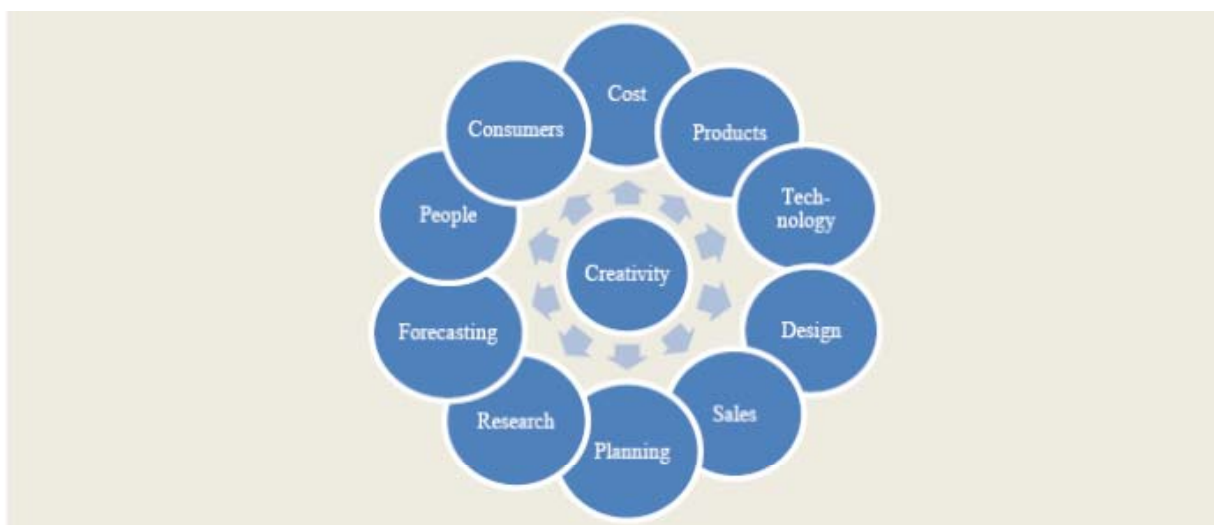 Cost
Products
Tech-
nology
Design
Sales
Planning
Research
Forecasting
People
Consumers
Creativity